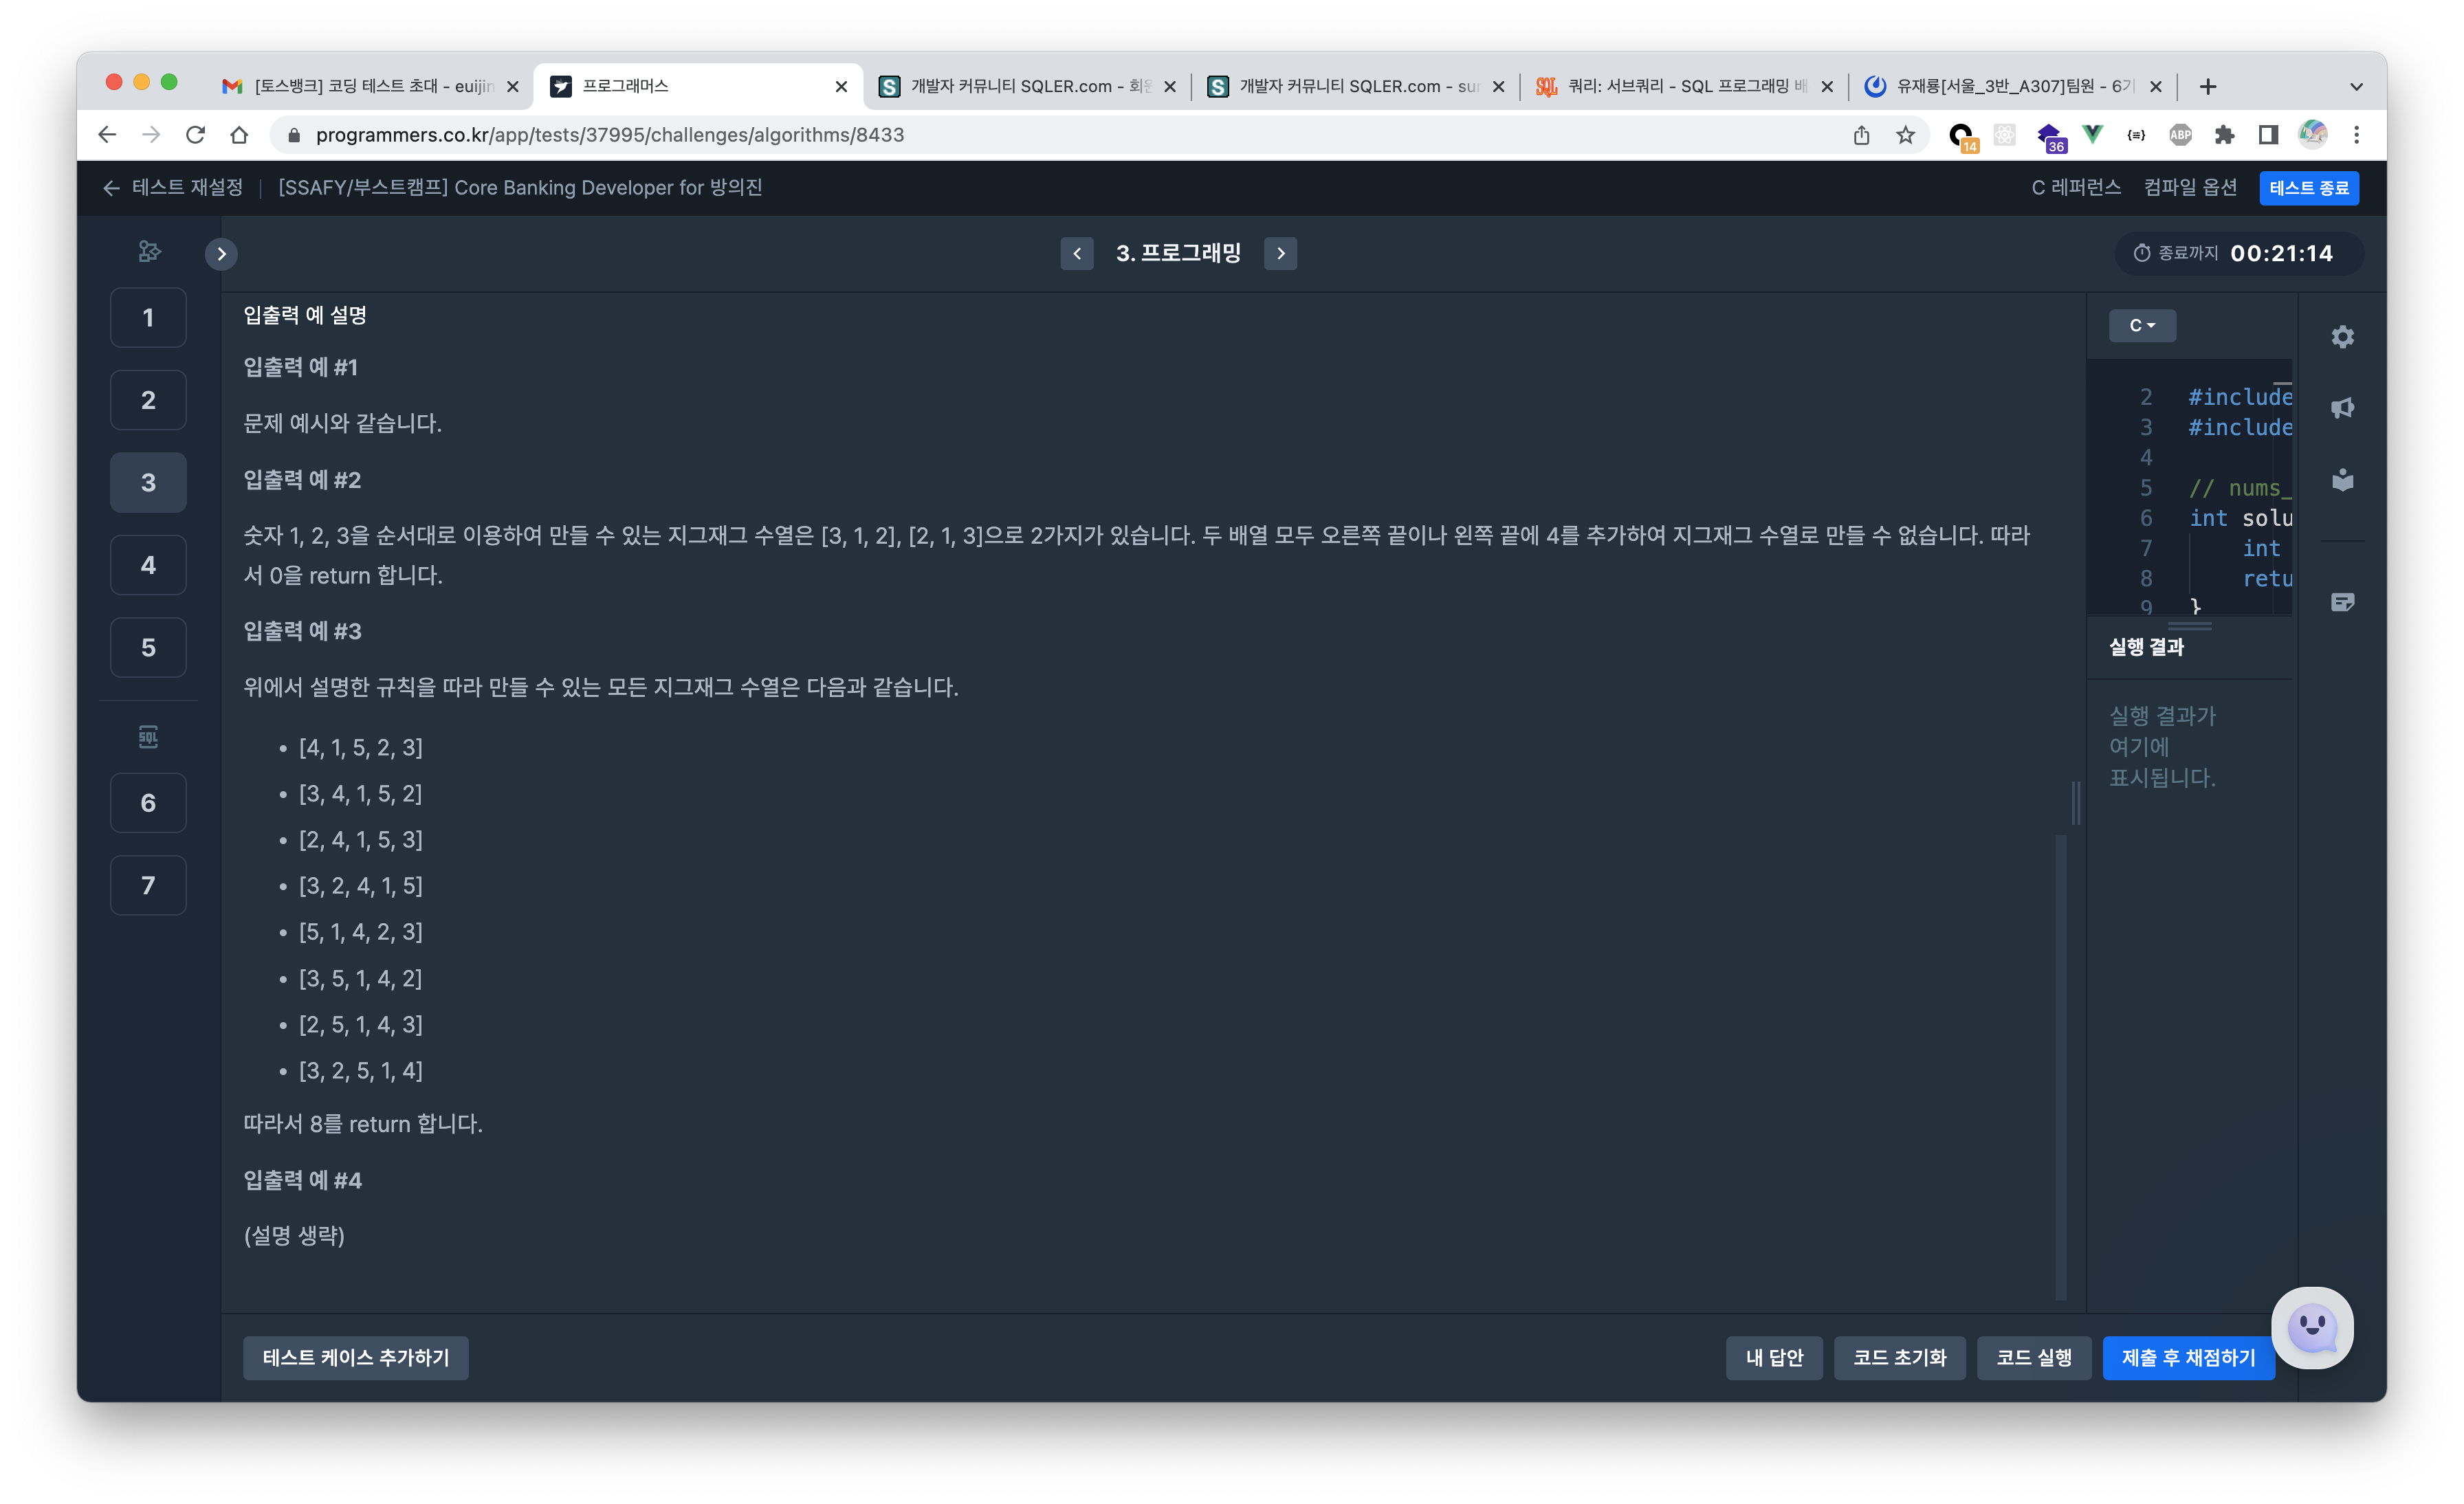 [토스뱅크] 코딩 테스트 초대 - euijin
프로그래머스
개발자 커뮤니티 SQLER.com - 회원
개발자 커뮤니티 SQLER.com - sur
쿼리: 서브쿼리 - SQL 프로그래밍 배
유재룡[서울_3반_A307]팀원 - 6기
programmers.co.kr/app/tests/37995/challenges/algorithms/8433
14
36
ABP
테스트 재설정
[SSAFY/부스트캠프] Core Banking Developer for 방의진
C 레퍼런스
컴파일 옵션
테스트 종료
3. 프로그래밍
종료까지 00:21:14
1
2
3
4
5
SQL
6
7
입출력 예 설명
입출력 예 #1
문제 예시와 같습니다.
입출력 예 #2
숫자 1, 2, 3을 순서대로 이용하여 만들 수 있는 지그재그 수열은 [3, 1, 2], [2, 1, 3]으로 2가지가 있습니다. 두 배열 모두 오른쪽 끝이나 왼쪽 끝에 4를 추가하여 지그재그 수열로 만들 수 없습니다. 따라
서 0을 return 합니다.
입출력 예 #3
위에서 설명한 규칙을 따라 만들 수 있는 모든 지그재그 수열은 다음과 같습니다.
• [4, 1, 5, 2, 3]
• [3, 4, 1, 5, 2]
• [2, 4, 1, 5, 3]
• [3, 2, 4, 1, 5]
• [5, 1, 4, 2, 3]
• [3, 5, 1, 4, 2]
• [2, 5, 1, 4, 3]
• [3, 2, 5, 1, 4]
따라서 8를 return 합니다.
입출력 예 #4
(설명 생략)
C
2 #include
3 #include
4
5 // nums_
6 int solu
7 int
8 retu
9 }
실행 결과
실행 결과가
여기에
표시됩니다.
테스트 케이스 추가하기
내 답안
코드 초기화
코드 실행
제출 후 채점하기